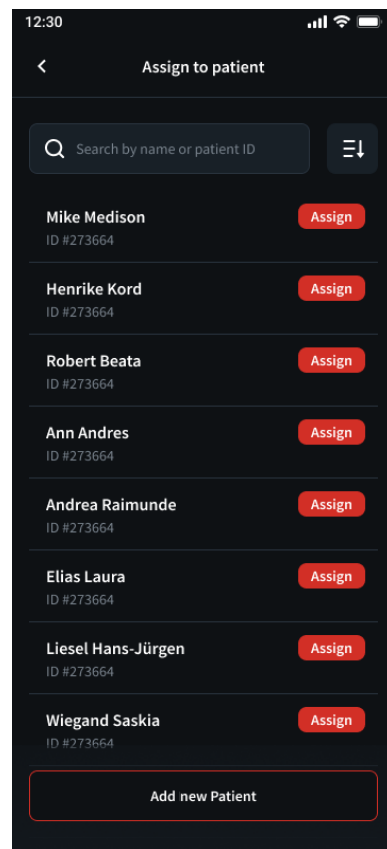 12:30
Assign to patient
Search by name or patient ID
Mike Medison
Assign
ID #273664
Henrike Kord
Assign
ID #273664
Robert Beata
Assign
ID #273664
Ann Andres
Assign
ID #273664
Andrea Raimunde
Assign
ID #273664
Elias Laura
Assign
ID #273664
Liesel Hans-Jürgen
Assign
ID #273664
Wiegand Saskia
Assign
ID #273664
Add new Patient